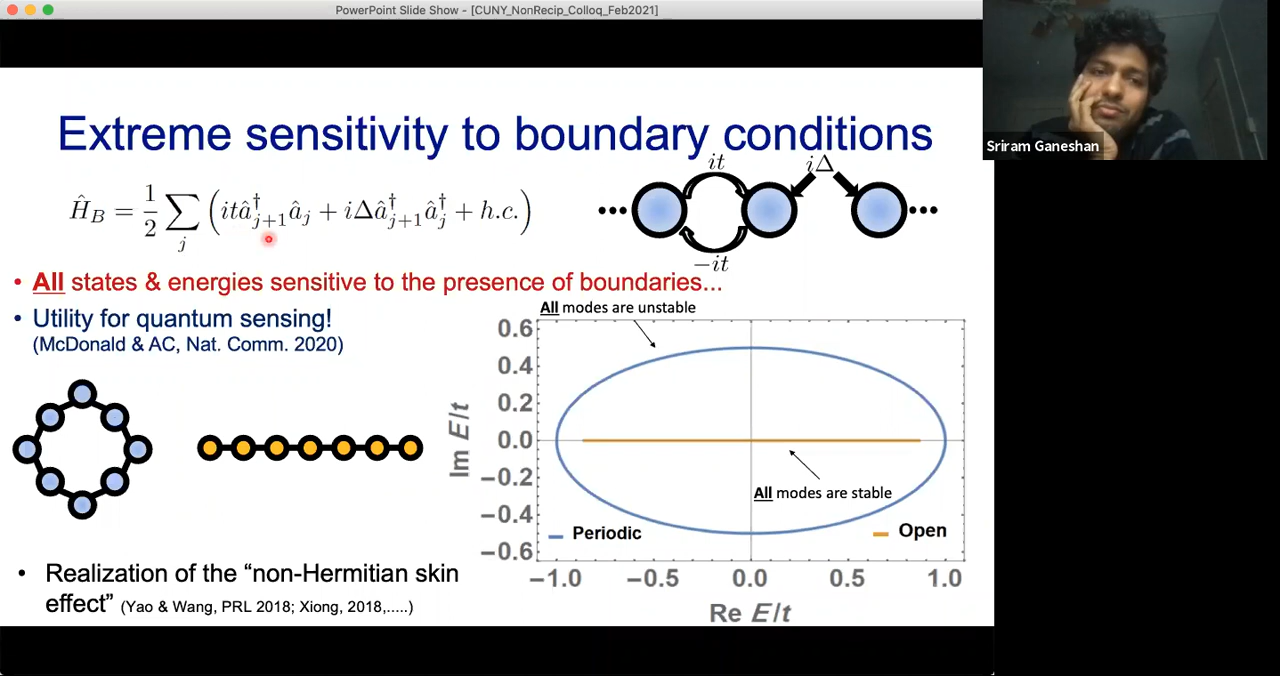 PowerPoint Slide Show - [CUNY_NonRecip_Colloq_Feb2021]
Sriram Ganeshan
Extreme sensitivity to boundary conditions
Ĥ_B = 1/2 ∑_j (itâ†_{j+1}â_j + iΔâ†_{j+1}â†_j + h.c.)
it
iΔ
-it
• All states & energies sensitive to the presence of boundaries...
• Utility for quantum sensing!
(McDonald & AC, Nat. Comm. 2020)
All modes are unstable
0.6
0.4
0.2
0.0
−0.2
−0.4
−0.6
Im E/t
All modes are stable
Periodic
Open
−1.0 −0.5 0.0 0.5 1.0
Re E/t
• Realization of the “non-Hermitian skin
effect” (Yao & Wang, PRL 2018; Xiong, 2018,.....)